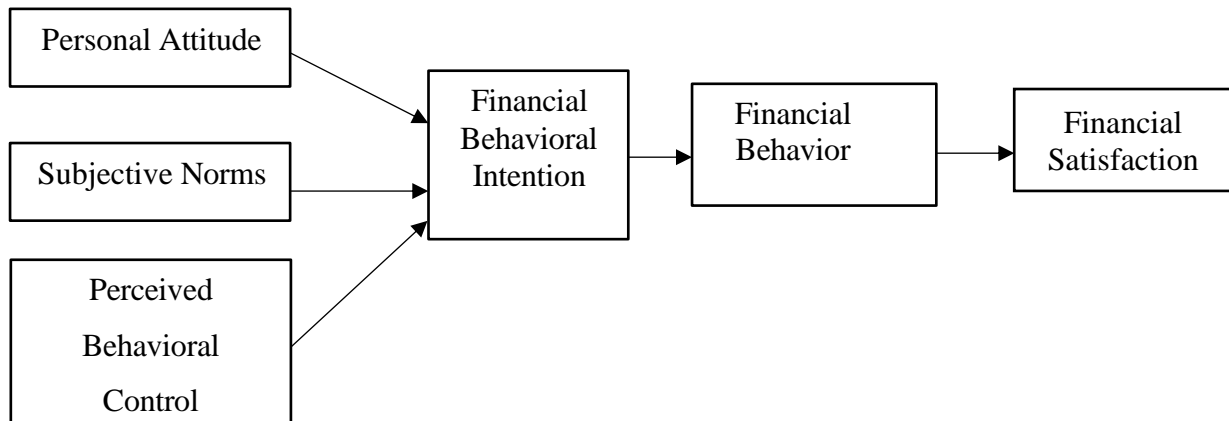 Personal Attitude
Subjective Norms
Perceived
Behavioral
Control
Financial
Behavioral
Intention
Financial
Behavior
Financial
Satisfaction